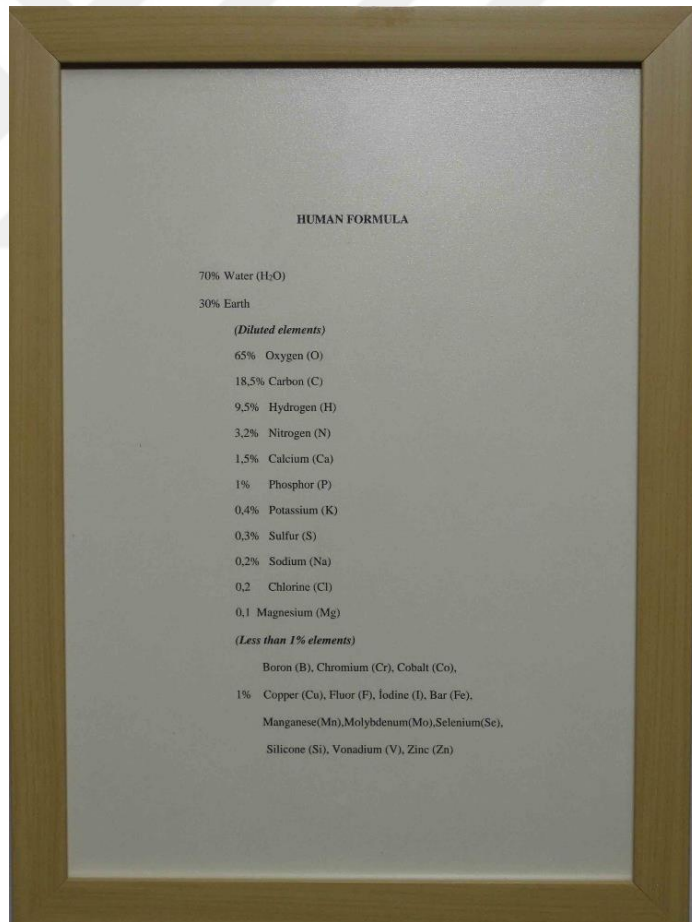 HUMAN FORMULA
70% Water (H₂O)
30% Earth
(Diluted elements)
65% Oxygen (O)
18,5% Carbon (C)
9,5% Hydrogen (H)
3,2% Nitrogen (N)
1,5% Calcium (Ca)
1% Phosphor (P)
0,4% Potassium (K)
0,3% Sulfur (S)
0,2% Sodium (Na)
0,2 Chlorine (Cl)
0,1 Magnesium (Mg)
(Less than 1% elements)
Boron (B), Chromium (Cr), Cobalt (Co),
1% Copper (Cu), Fluor (F), İodine (I), Bar (Fe),
Manganese(Mn),Molybdenum(Mo),Selenium(Se),
Silicone (Si), Vonadium (V), Zinc (Zn)